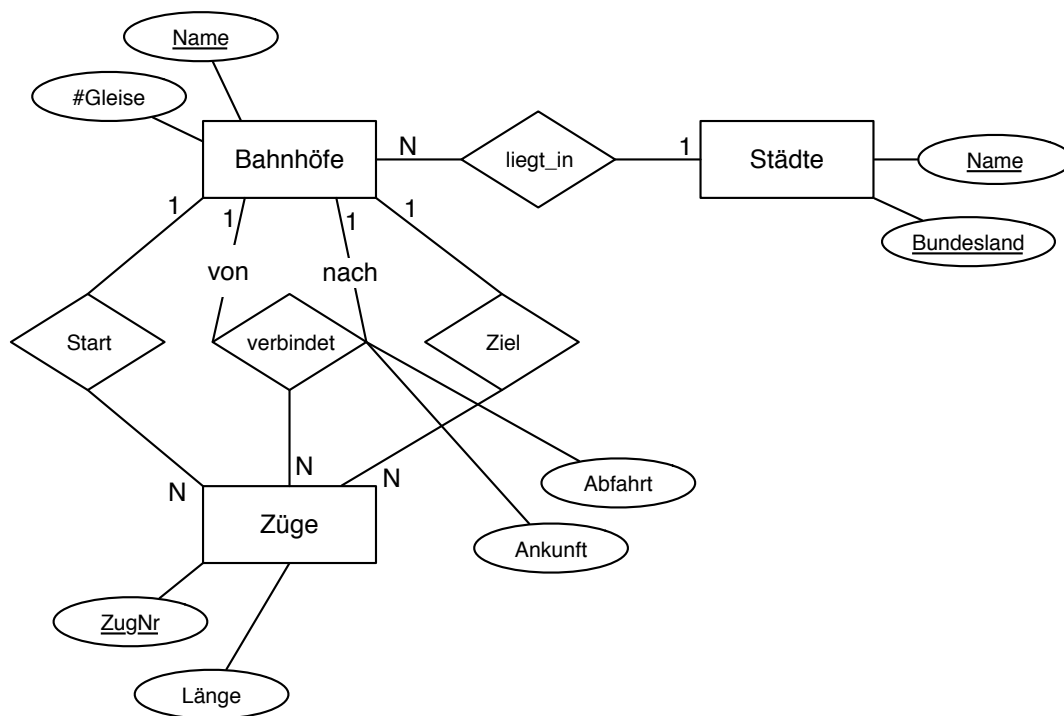 Name
#Gleise
Bahnhöfe
N
liegt_in
1
Städte
Name
Bundesland
1
1
1
1
von
nach
Start
verbindet
Ziel
N
N
N
Abfahrt
Züge
Ankunft
ZugNr
Länge